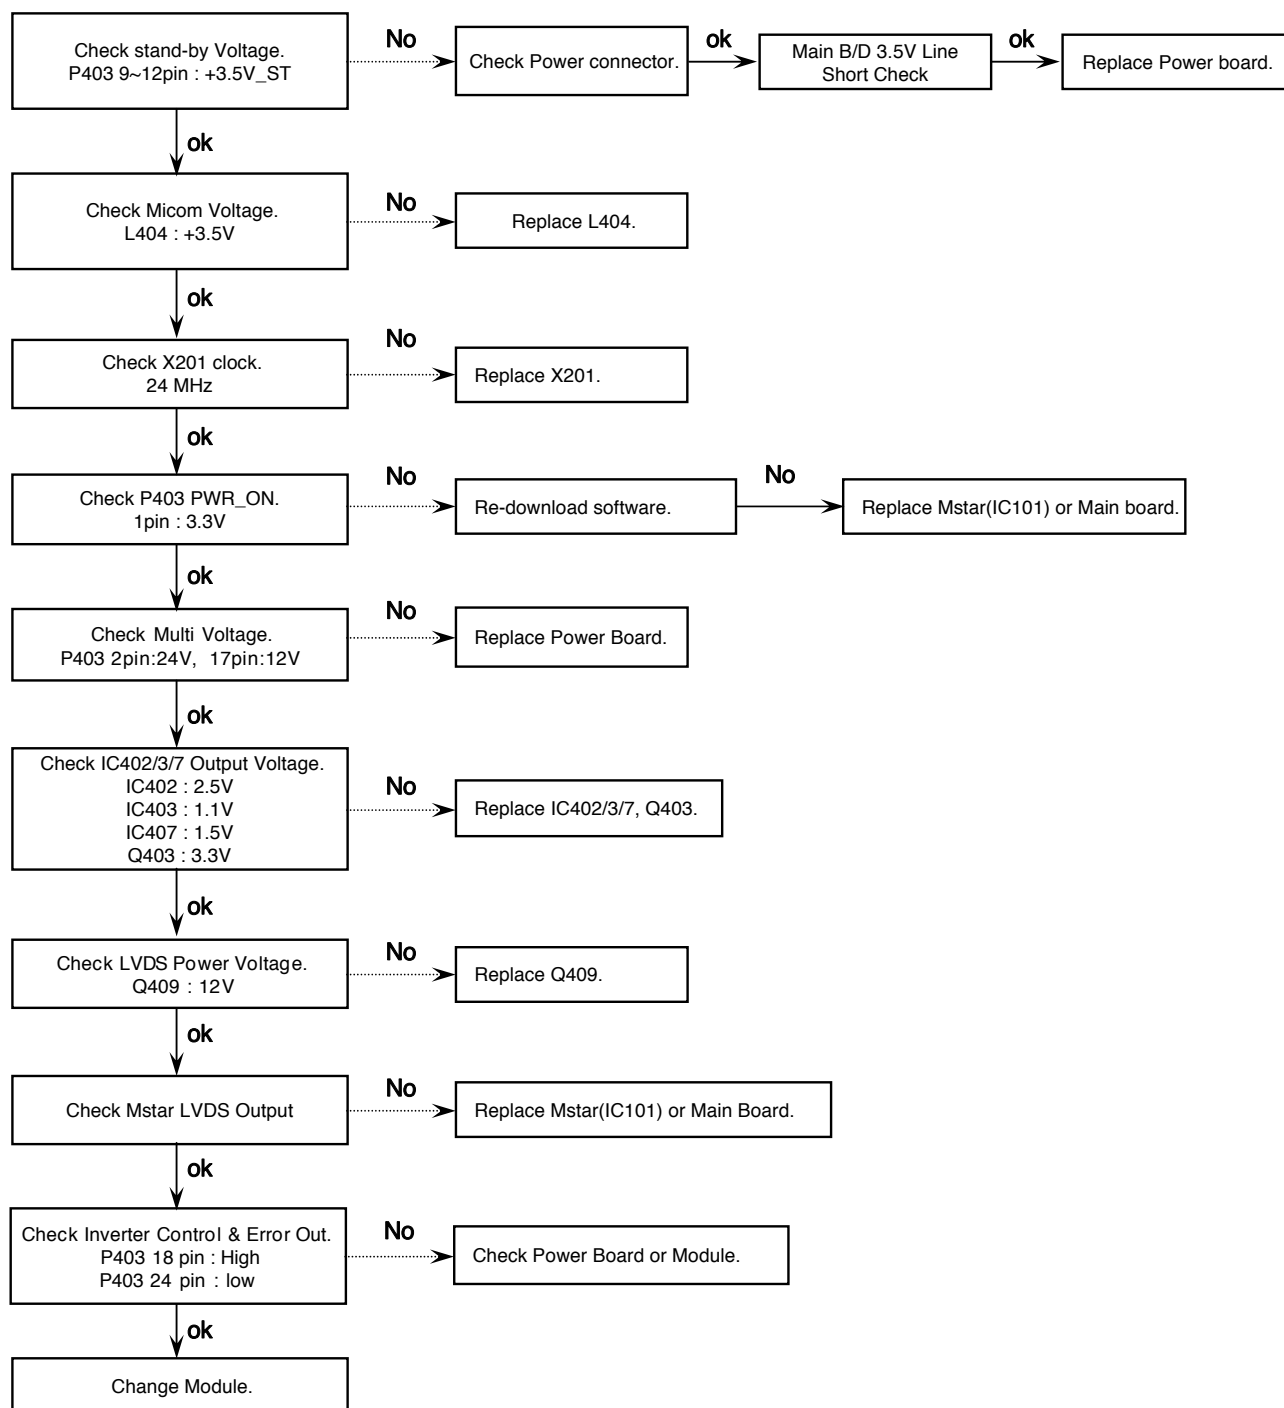 Check stand-by Voltage.
P403 9~12pin : +3.5V_ST
No
Check Power connector.
ok
Main B/D 3.5V Line
Short Check
ok
Replace Power board.
ok
Check Micom Voltage.
L404 : +3.5V
No
Replace L404.
ok
Check X201 clock.
24 MHz
No
Replace X201.
ok
Check P403 PWR_ON.
1pin : 3.3V
No
Re-download software.
No
Replace Mstar(IC101) or Main board.
ok
Check Multi Voltage.
P403 2pin:24V, 17pin:12V
No
Replace Power Board.
ok
Check IC402/3/7 Output Voltage.
IC402 : 2.5V
IC403 : 1.1V
IC407 : 1.5V
Q403 : 3.3V
No
Replace IC402/3/7, Q403.
ok
Check LVDS Power Voltage.
Q409 : 12V
No
Replace Q409.
ok
Check Mstar LVDS Output
No
Replace Mstar(IC101) or Main Board.
ok
Check Inverter Control & Error Out.
P403 18 pin : High
P403 24 pin : low
No
Check Power Board or Module.
ok
Change Module.